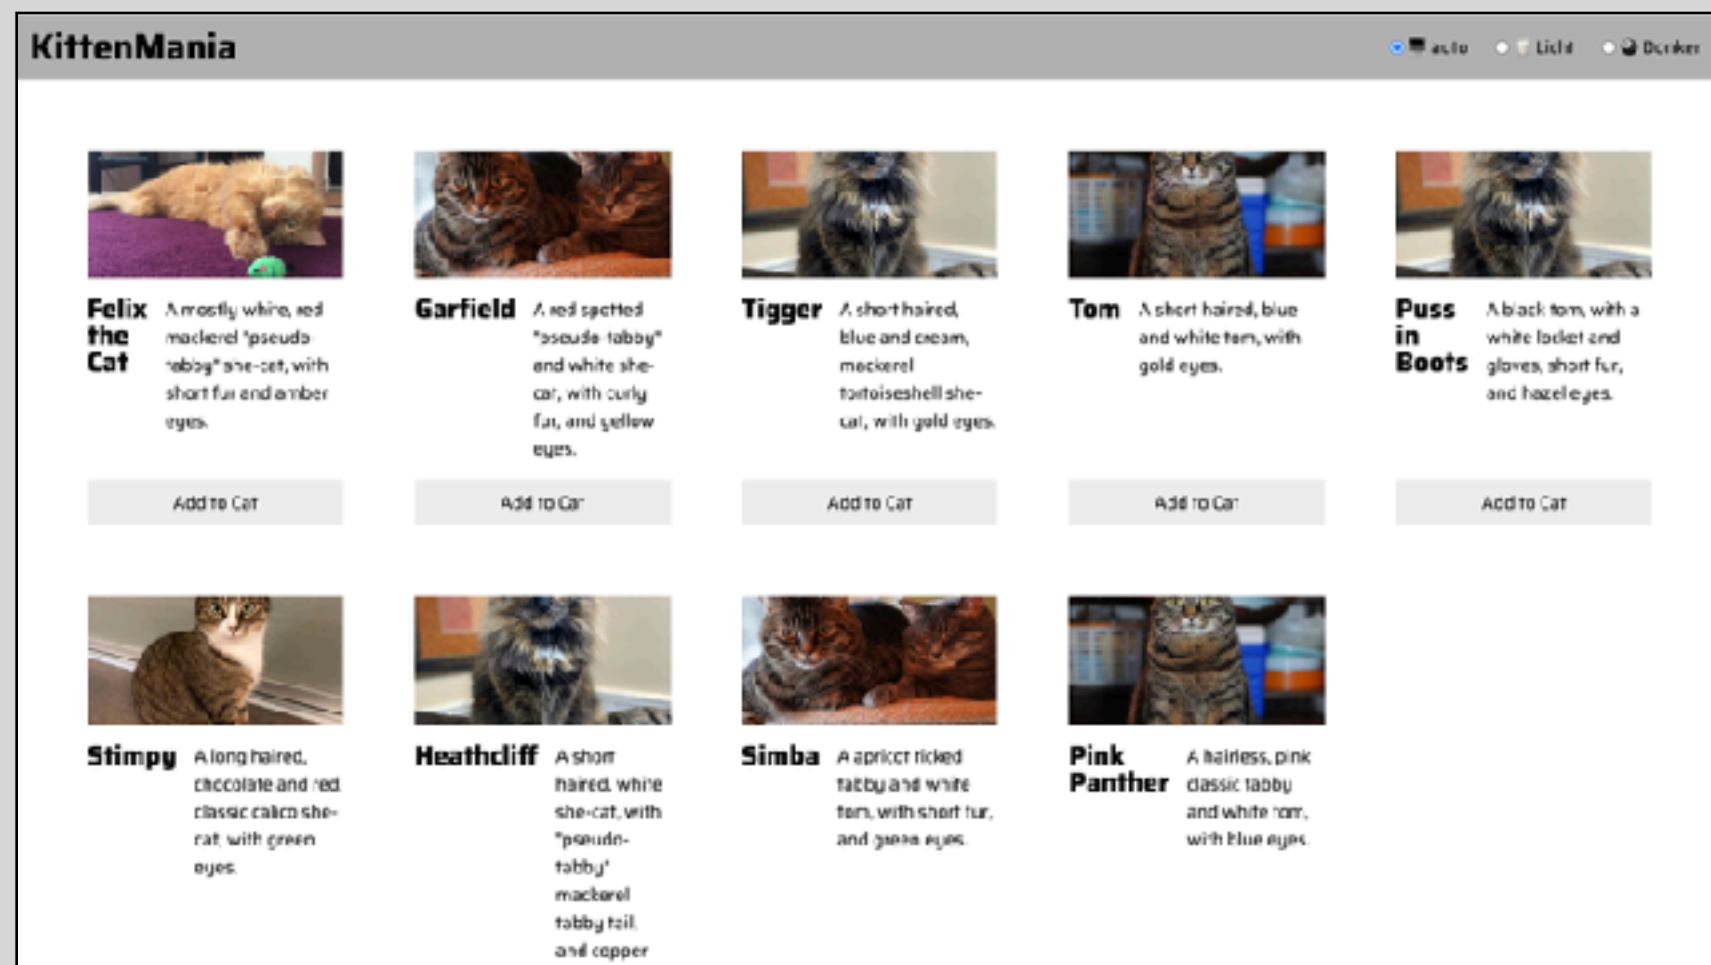 KittenMania
auto Licht Donker
Felix
the
Cat
A mostly white, red
mackerel "pseudo-
tabby" she-cat, with
short fur and amber
eyes.
Garfield
A red spotted
"pseudo-tabby"
and white she-
cat, with curly
fur, and yellow
eyes.
Tigger
A short haired,
blue and cream,
mackerel
tortoiseshell she-
cat, with gold eyes.
Tom
A short haired, blue
and white tom, with
gold eyes.
Puss
in
Boots
A black tom, with a
white locket and
gloves, short fur,
and hazel eyes.
Add to Cat
Add to Cat
Add to Cat
Add to Cat
Add to Cat
Stimpy
A long haired,
chocolate and red
classic calico she-
cat, with green
eyes.
Heathcliff
A short
haired, white
she-cat, with
"pseudo-
tabby"
mackerel
tabby tail,
and copper
Simba
A apricot ticked
tabby and white
tom, with short fur,
and green eyes.
Pink
Panther
A hairless, pink
classic tabby
and white tom,
with blue eyes.